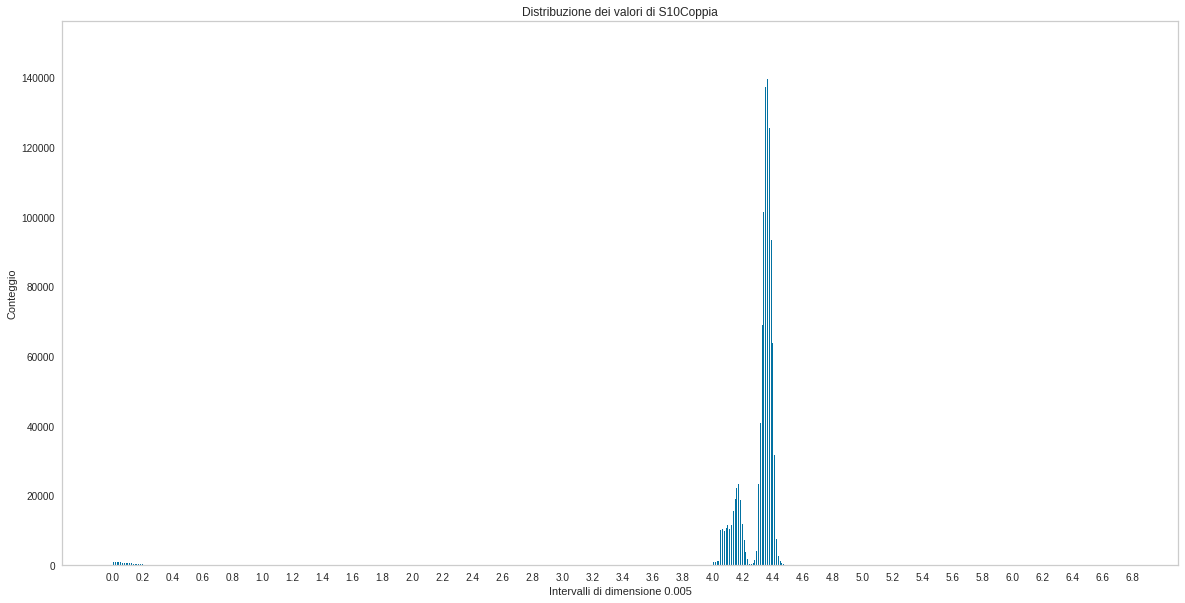 Distribuzione dei valori di S10Coppia
140000
120000
100000
80000
60000
40000
20000
0
Conteggio
0.0 0.2 0.4 0.6 0.8 1.0 1.2 1.4 1.6 1.8 2.0 2.2 2.4 2.6 2.8 3.0 3.2 3.4 3.6 3.8 4.0 4.2 4.4 4.6 4.8 5.0 5.2 5.4 5.6 5.8 6.0 6.2 6.4 6.6 6.8
Intervalli di dimensione 0.005